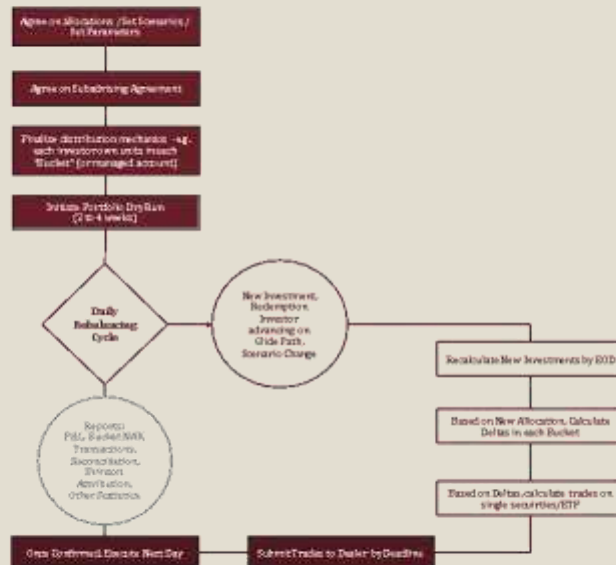 Agree on Allocations / Set Scenarios /
Set Parameters
Agree on Subadvising Agreement
Finalize distribution mechanics - eg.
each investor own units in each
"Bucket" (or managed account)
Initiate Portfolio Dry Run
(2 to 4 weeks)
Daily
Rebalancing
Cycle
New Investment,
Redemption
Investor
advancing on
Glide Path,
Scenario Change
Recalculate New Investments by EOD
Based on New Allocation, Calculate
Deltas in each Bucket
Based on Deltas, calculate trades on
single securities/ETF
Reports:
P&L, Bucket NAV,
Transactions,
Reconciliation,
Attribution,
Other Statistics
Once Confirmed, Execute Next Day
Submit Trades to Dealer by Deadline